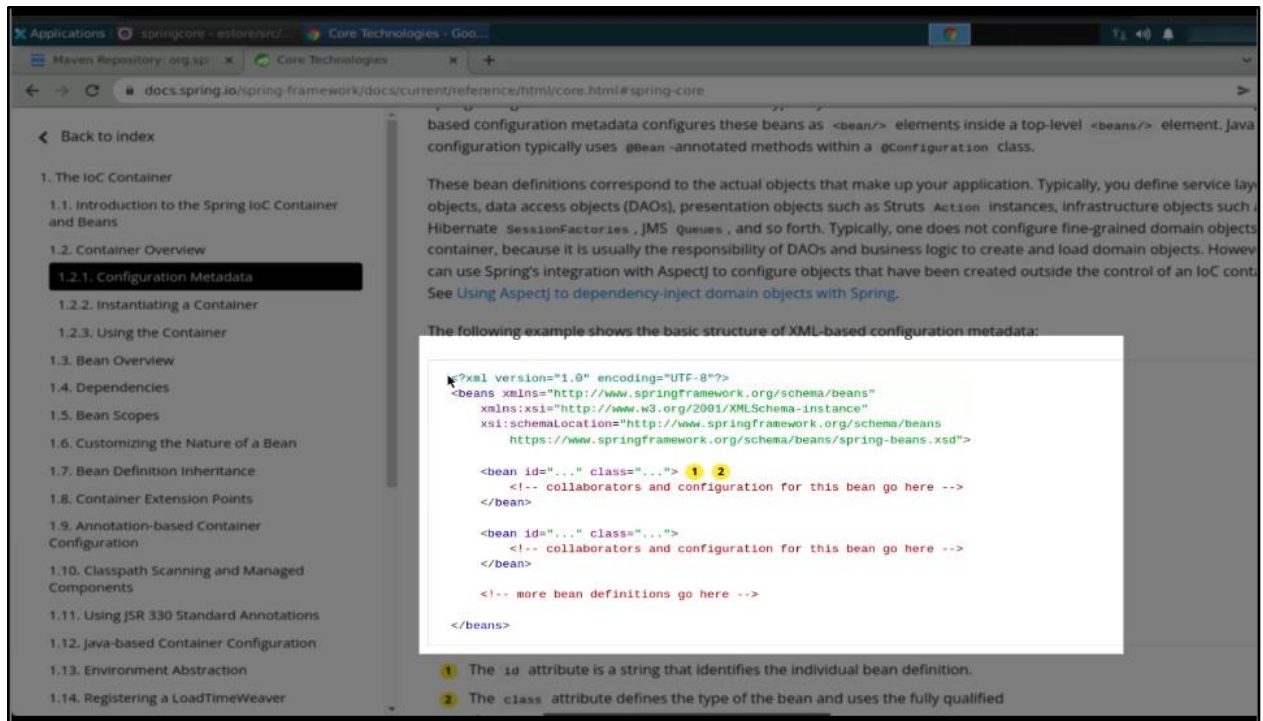 Applications springcore - estore/src/... Core Technologies - Goo...
Maven Repository: org.spr Core Technologies
docs.spring.io/spring-framework/docs/current/reference/html/core.html#spring-core
Back to index
1. The IoC Container
1.1. Introduction to the Spring IoC Container
and Beans
1.2. Container Overview
1.2.1. Configuration Metadata
1.2.2. Instantiating a Container
1.2.3. Using the Container
1.3. Bean Overview
1.4. Dependencies
1.5. Bean Scopes
1.6. Customizing the Nature of a Bean
1.7. Bean Definition Inheritance
1.8. Container Extension Points
1.9. Annotation-based Container
Configuration
1.10. Classpath Scanning and Managed
Components
1.11. Using JSR 330 Standard Annotations
1.12. Java-based Container Configuration
1.13. Environment Abstraction
1.14. Registering a LoadTimeWeaver
based configuration metadata configures these beans as <bean/> elements inside a top-level <beans/> element. Java
configuration typically uses @Bean -annotated methods within a @Configuration class.
These bean definitions correspond to the actual objects that make up your application. Typically, you define service lay
objects, data access objects (DAOs), presentation objects such as Struts Action instances, infrastructure objects such
Hibernate SessionFactories , JMS Queues , and so forth. Typically, one does not configure fine-grained domain objects
container, because it is usually the responsibility of DAOs and business logic to create and load domain objects. Howev
can use Spring's integration with AspectJ to configure objects that have been created outside the control of an IoC cont
See Using AspectJ to dependency-inject domain objects with Spring.
The following example shows the basic structure of XML-based configuration metadata:
<?xml version="1.0" encoding="UTF-8"?>
<beans xmlns="http://www.springframework.org/schema/beans"
xmlns:xsi="http://www.w3.org/2001/XMLSchema-instance"
xsi:schemaLocation="http://www.springframework.org/schema/beans
https://www.springframework.org/schema/beans/spring-beans.xsd">
<bean id="..." class="..."> 1 2
<!-- collaborators and configuration for this bean go here -->
</bean>
<bean id="..." class="...">
<!-- collaborators and configuration for this bean go here -->
</bean>
<!-- more bean definitions go here -->
</beans>
1 The id attribute is a string that identifies the individual bean definition.
2 The class attribute defines the type of the bean and uses the fully qualified